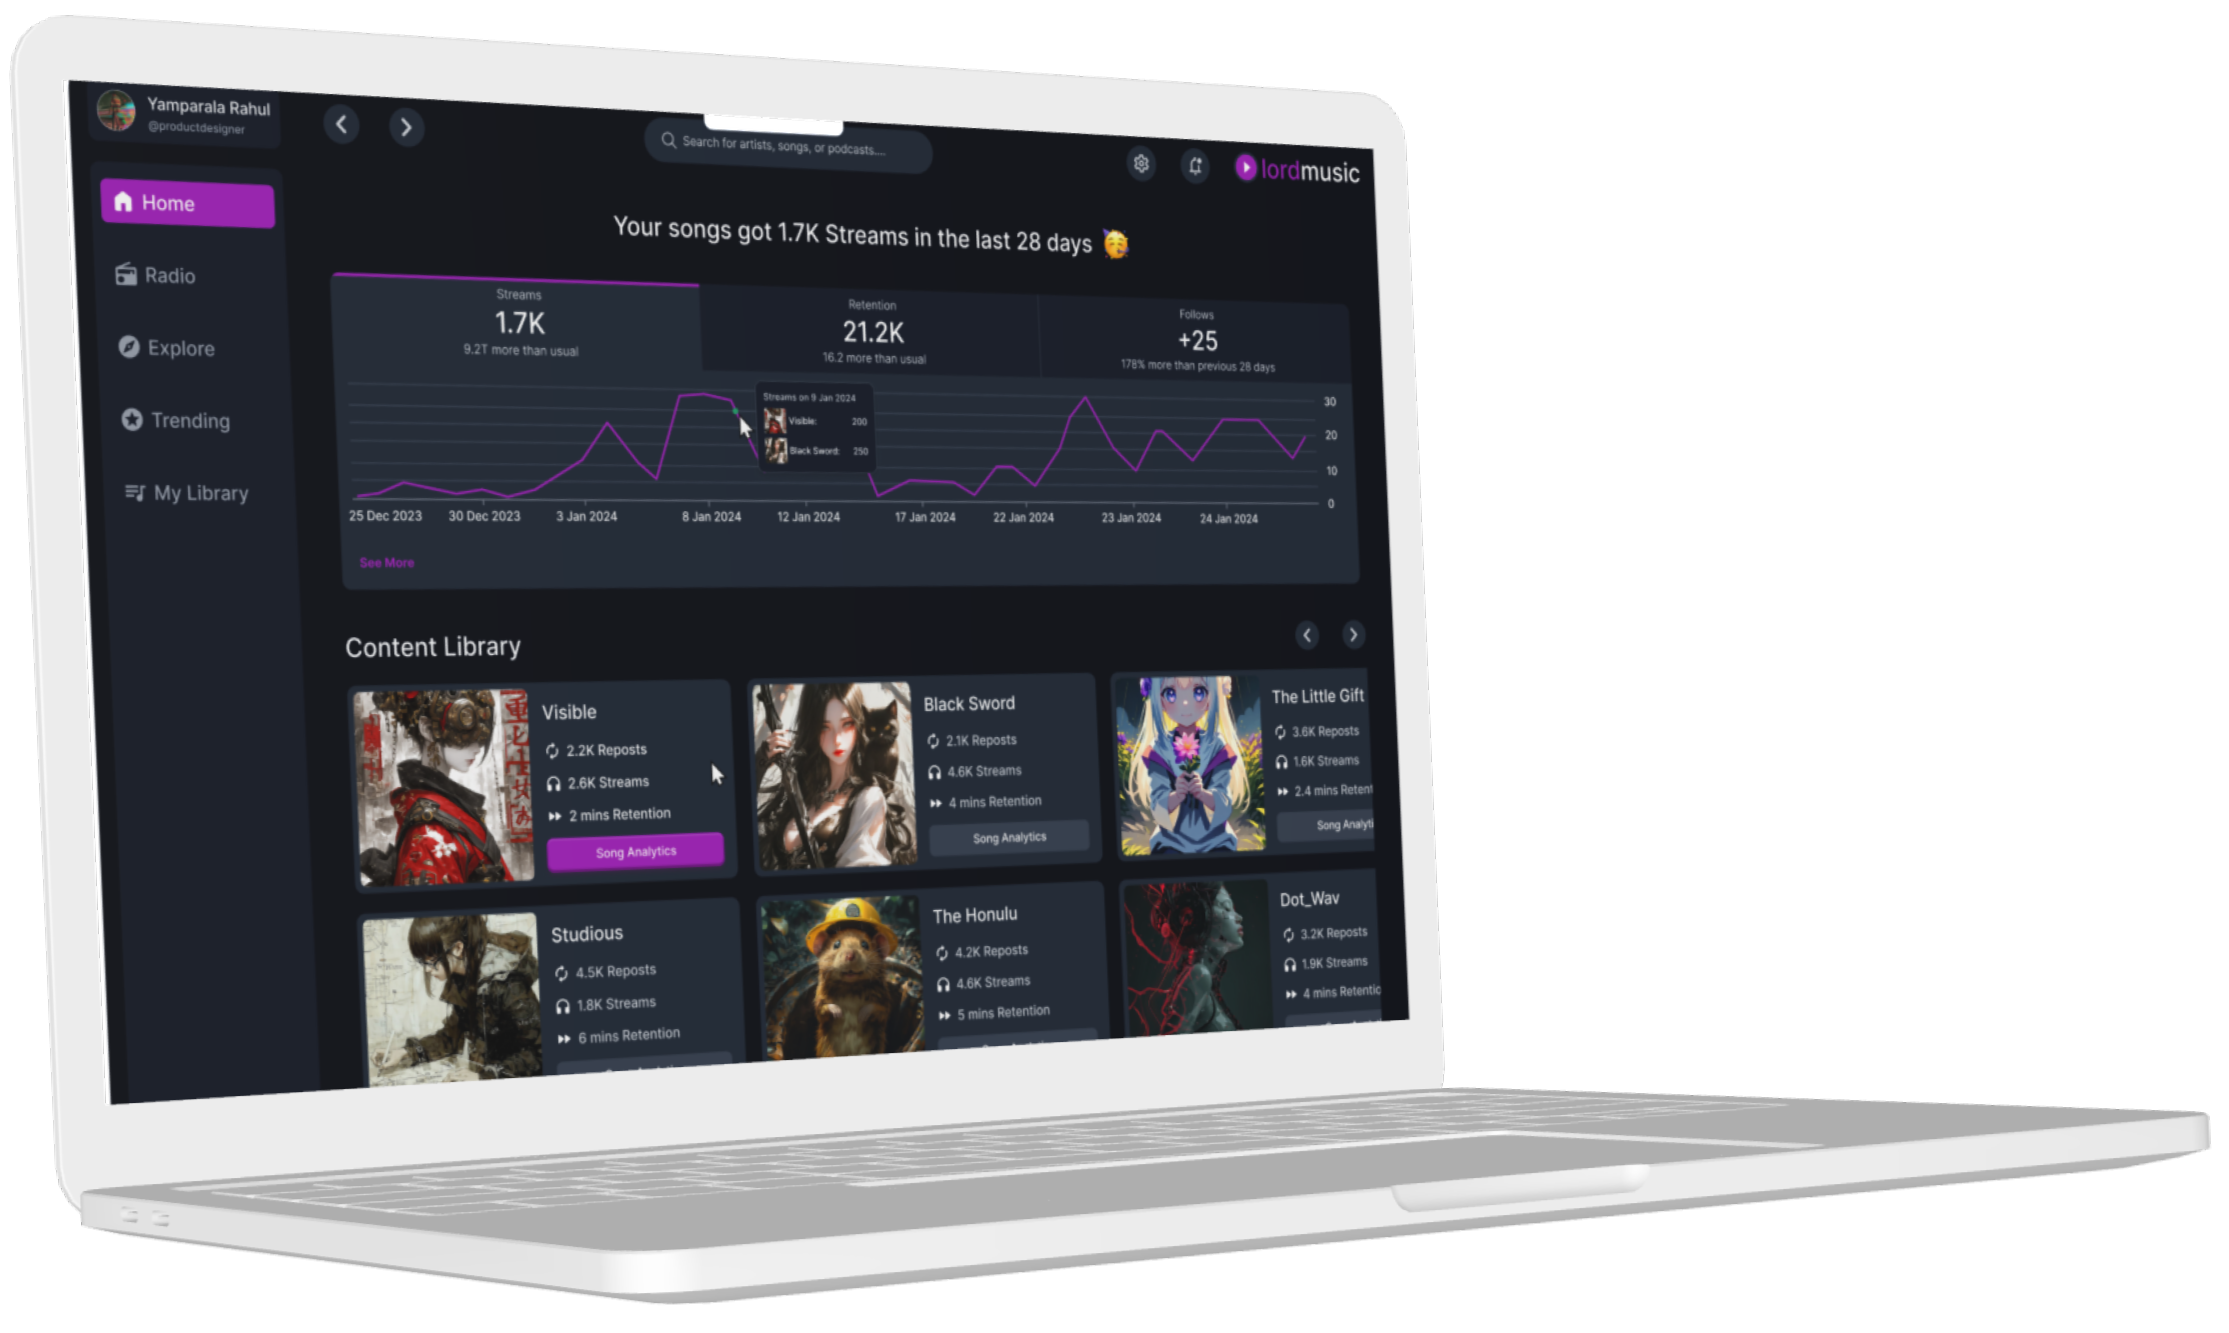 Yamparala Rahul
@productdesigner
Search for artists, songs, or podcasts....
lordmusic
Home
Radio
Explore
Trending
My Library
Your songs got 1.7K Streams in the last 28 days
Streams
1.7K
9.2T more than usual
Retention
21.2K
16.2 more than usual
Follows
+25
178% more than previous 28 days
Streams on 9 Jan 2024
Visible: 200
Black Sword: 250
30
20
10
0
25 Dec 2023 30 Dec 2023 3 Jan 2024 8 Jan 2024 12 Jan 2024 17 Jan 2024 22 Jan 2024 23 Jan 2024 24 Jan 2024
See More
Content Library
Visible
2.2K Reposts
2.6K Streams
2 mins Retention
Song Analytics
Black Sword
2.1K Reposts
4.6K Streams
4 mins Retention
Song Analytics
The Little Gift
3.6K Reposts
1.6K Streams
2.4 mins Retent
Song Analyti
Studious
4.5K Reposts
1.8K Streams
6 mins Retention
The Honulu
4.2K Reposts
4.6K Streams
5 mins Retention
Dot_Wav
3.2K Reposts
1.9K Streams
4 mins Retentio